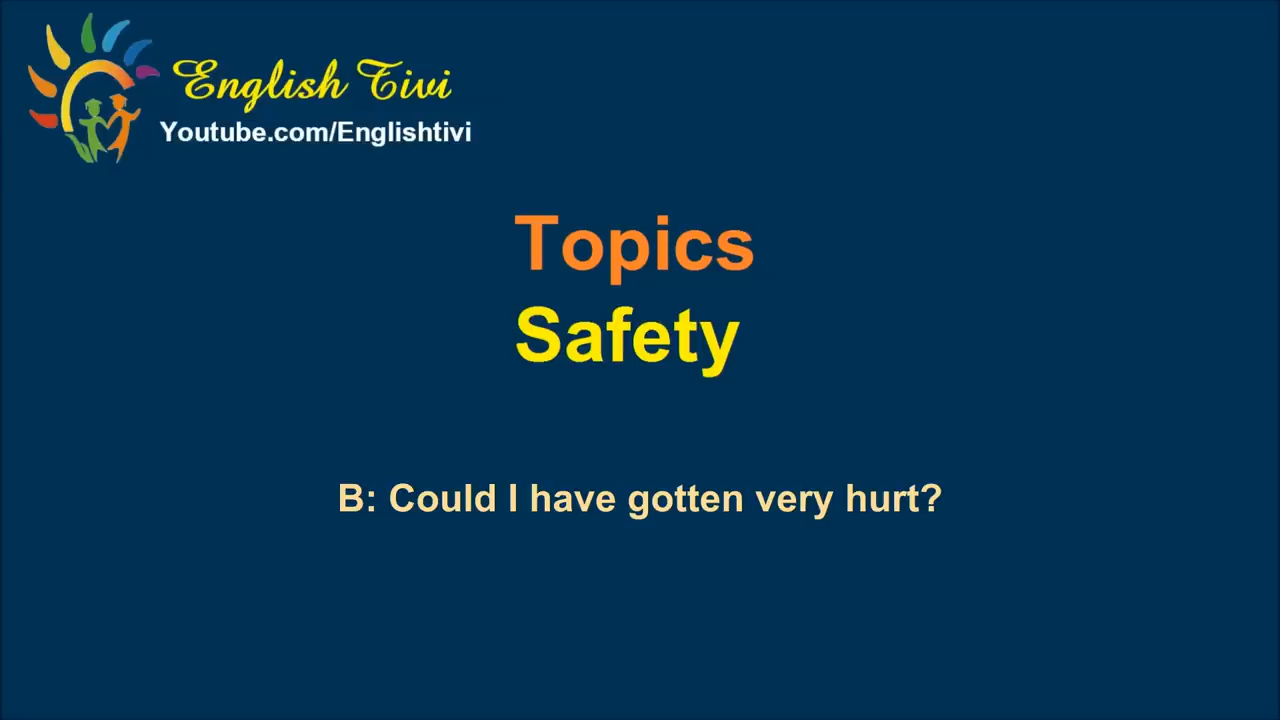 English Tivi
Youtube.com/Englishtivi
Topics
Safety
B: Could I have gotten very hurt?